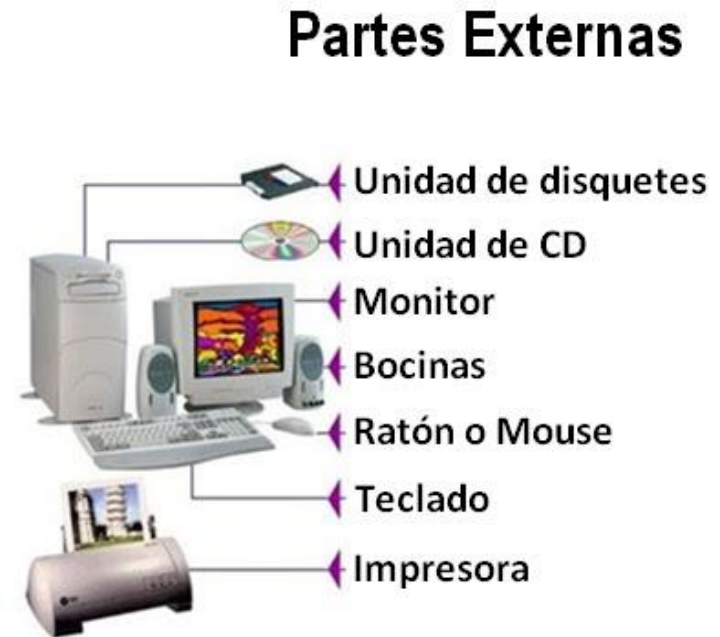 Partes Externas
Unidad de disquetes
Unidad de CD
Monitor
Bocinas
Ratón o Mouse
Teclado
Impresora